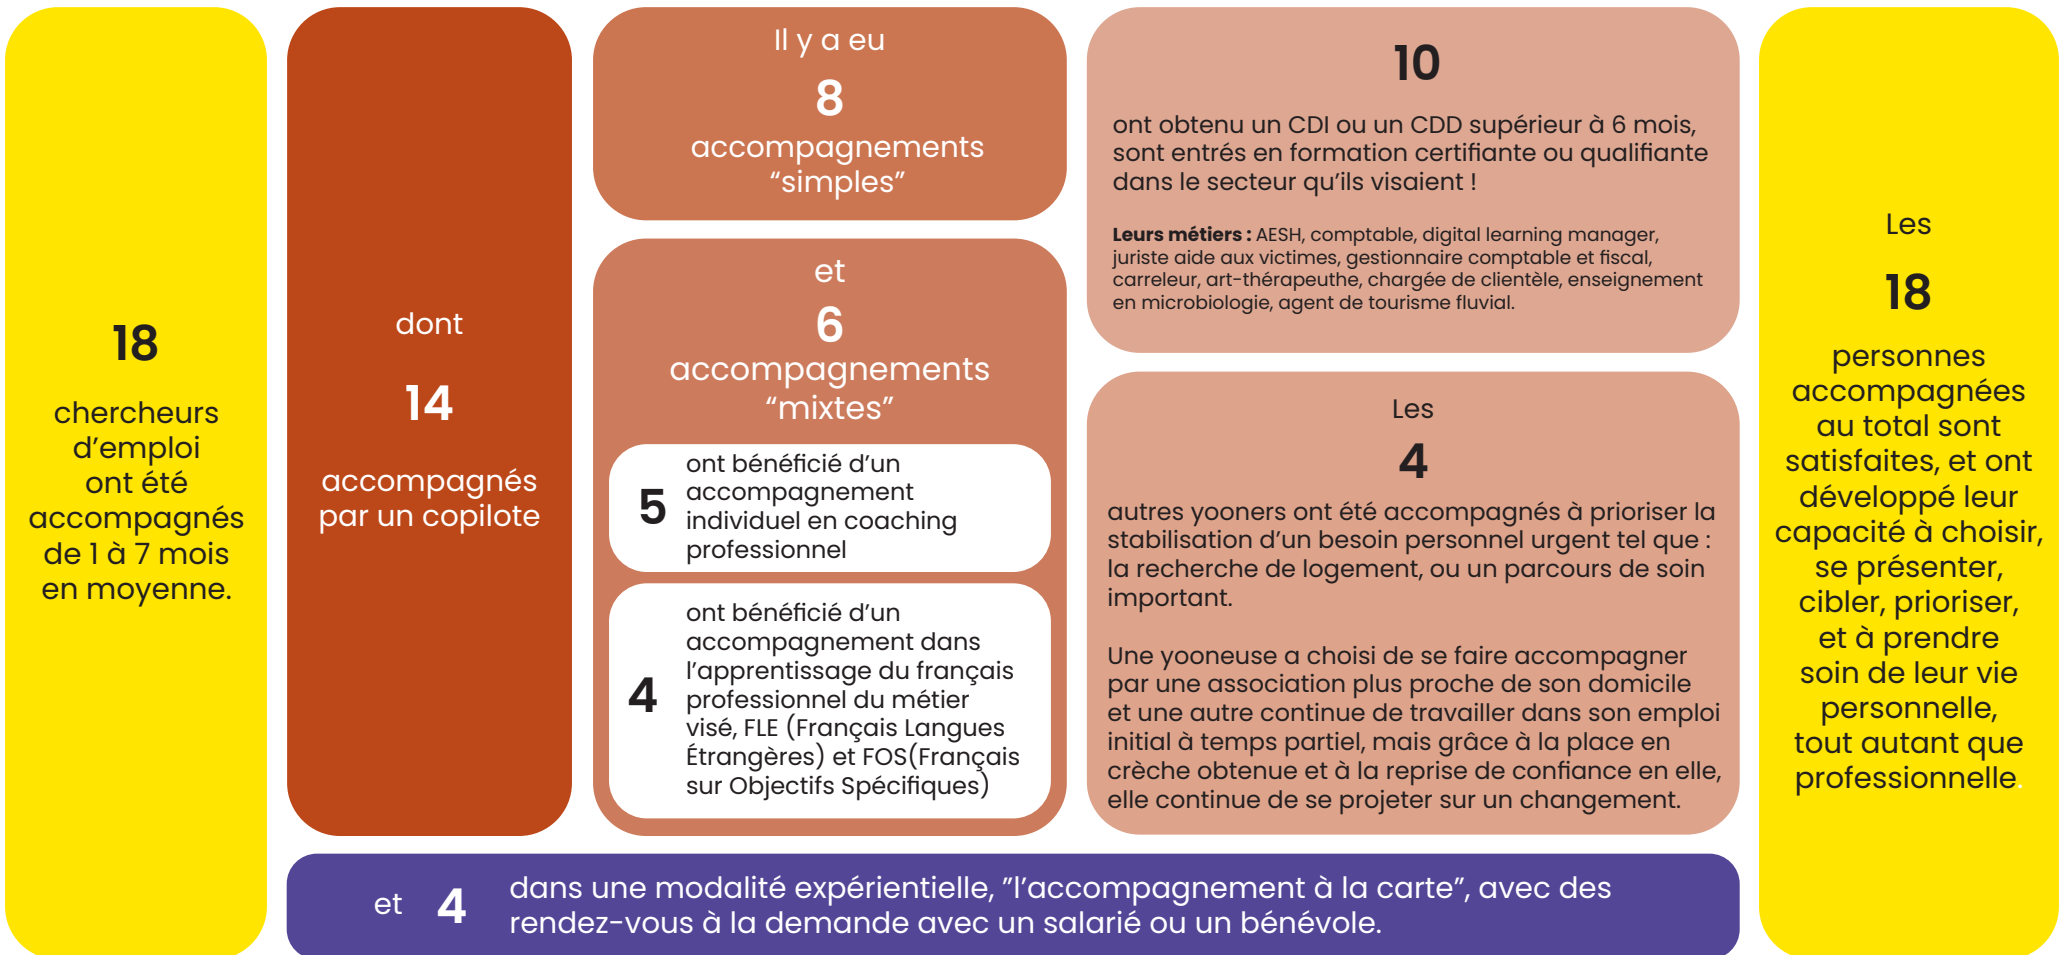 18
chercheurs
d’emploi
ont été
accompagnés
de 1 à 7 mois
en moyenne.
dont
14
accompagnés
par un copilote
Il y a eu
8
accompagnements
“simples”
et
6
accompagnements
“mixtes”
5
ont bénéficié d’un
accompagnement
individuel en coaching
professionnel
4
ont bénéficié d’un
accompagnement dans
l’apprentissage du français
professionnel du métier
visé, FLE (Français Langues
Étrangères) et FOS(Français
sur Objectifs Spécifiques)
10
ont obtenu un CDI ou un CDD supérieur à 6 mois,
sont entrés en formation certifiante ou qualifiante
dans le secteur qu’ils visaient !
Leurs métiers : AESH, comptable, digital learning manager,
juriste aide aux victimes, gestionnaire comptable et fiscal,
carreleur, art-thérapeuthe, chargée de clientèle, enseignement
en microbiologie, agent de tourisme fluvial.
Les
4
autres yooners ont été accompagnés à prioriser la
stabilisation d’un besoin personnel urgent tel que :
la recherche de logement, ou un parcours de soin
important.
Une yooneuse a choisi de se faire accompagner
par une association plus proche de son domicile
et une autre continue de travailler dans son emploi
initial à temps partiel, mais grâce à la place en
crèche obtenue et à la reprise de confiance en elle,
elle continue de se projeter sur un changement.
et 4 dans une modalité expérientielle, ”l’accompagnement à la carte”, avec des
rendez-vous à la demande avec un salarié ou un bénévole.
Les
18
personnes
accompagnées
au total sont
satisfaites, et ont
développé leur
capacité à choisir,
se présenter,
cibler, prioriser,
et à prendre
soin de leur vie
personnelle,
tout autant que
professionnelle.